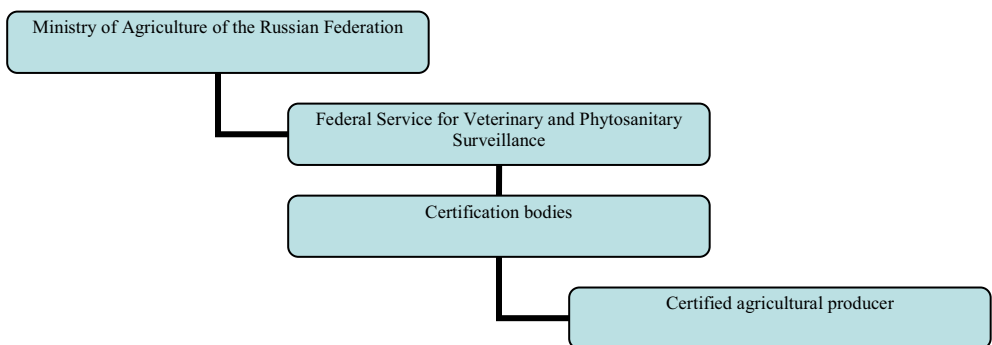 Ministry of Agriculture of the Russian Federation
Federal Service for Veterinary and Phytosanitary
Surveillance
Certification bodies
Certified agricultural producer